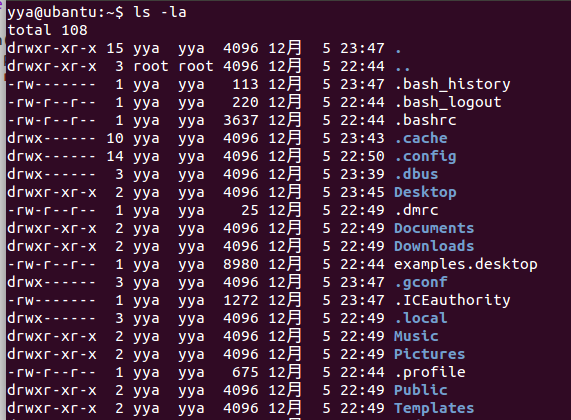 yya@ubantu:~$ ls -la
total 108
drwxr-xr-x 15 yya  yya  4096 12月  5 23:47 .
drwxr-xr-x  3 root root 4096 12月  5 22:44 ..
-rw-------  1 yya  yya   113 12月  5 23:47 .bash_history
-rw-r--r--  1 yya  yya   220 12月  5 22:44 .bash_logout
-rw-r--r--  1 yya  yya  3637 12月  5 22:44 .bashrc
drwx------ 10 yya  yya  4096 12月  5 23:43 .cache
drwx------ 14 yya  yya  4096 12月  5 22:50 .config
drwx------  3 yya  yya  4096 12月  5 23:39 .dbus
drwxr-xr-x  2 yya  yya  4096 12月  5 23:45 Desktop
-rw-r--r--  1 yya  yya    25 12月  5 22:49 .dmrc
drwxr-xr-x  2 yya  yya  4096 12月  5 22:49 Documents
drwxr-xr-x  2 yya  yya  4096 12月  5 22:49 Downloads
-rw-r--r--  1 yya  yya  8980 12月  5 22:44 examples.desktop
drwx------  3 yya  yya  4096 12月  5 23:47 .gconf
-rw-------  1 yya  yya  1272 12月  5 23:47 .ICEauthority
drwx------  3 yya  yya  4096 12月  5 22:49 .local
drwxr-xr-x  2 yya  yya  4096 12月  5 22:49 Music
drwxr-xr-x  2 yya  yya  4096 12月  5 22:49 Pictures
-rw-r--r--  1 yya  yya   675 12月  5 22:44 .profile
drwxr-xr-x  2 yya  yya  4096 12月  5 22:49 Public
drwxr-xr-x  2 yya  yya  4096 12月  5 22:49 Templates